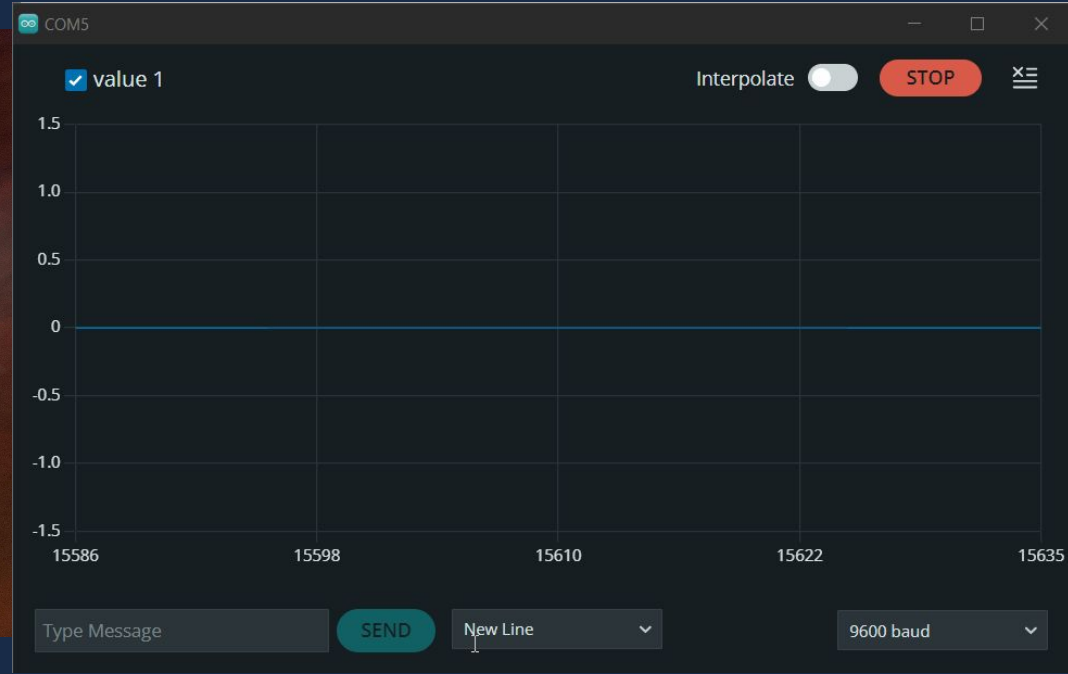 COM5
value 1
Interpolate
STOP
1.5
1.0
0.5
0
-0.5
-1.0
-1.5
15586 15598 15610 15622 15635
Type Message
SEND
New Line
9600 baud